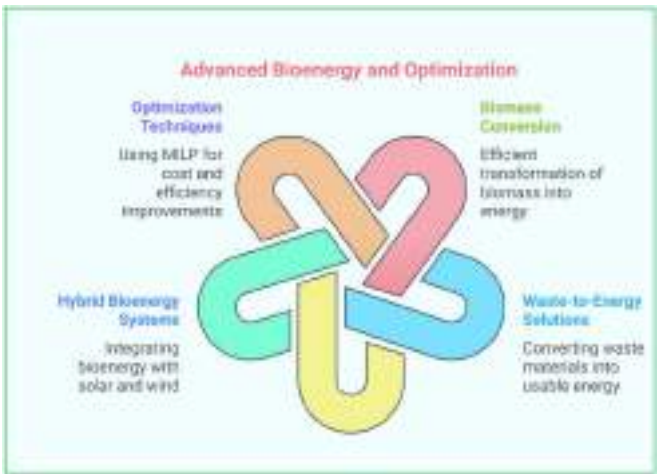 Advanced Bioenergy and Optimization
Optimization
Techniques
Using MILP for
cost and
efficiency
improvements
Biomass
Conversion
Efficient
transformation of
biomass into
energy
Hybrid Bioenergy
Systems
Integrating
bioenergy with
solar and wind
Waste-to-Energy
Solutions
Converting waste
materials into
usable energy